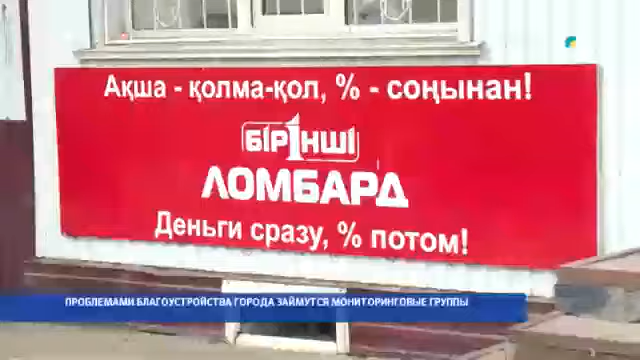 Ақша - қолма-қол, % - соңынан!
БІР1НШІ
ЛОМБАРД
Деньги сразу, % потом!
ПРОБЛЕМАМИ БЛАГОУСТРОЙСТВА ГОРОДА ЗАЙМУТСЯ МОНИТОРИНГОВЫЕ ГРУППЫ